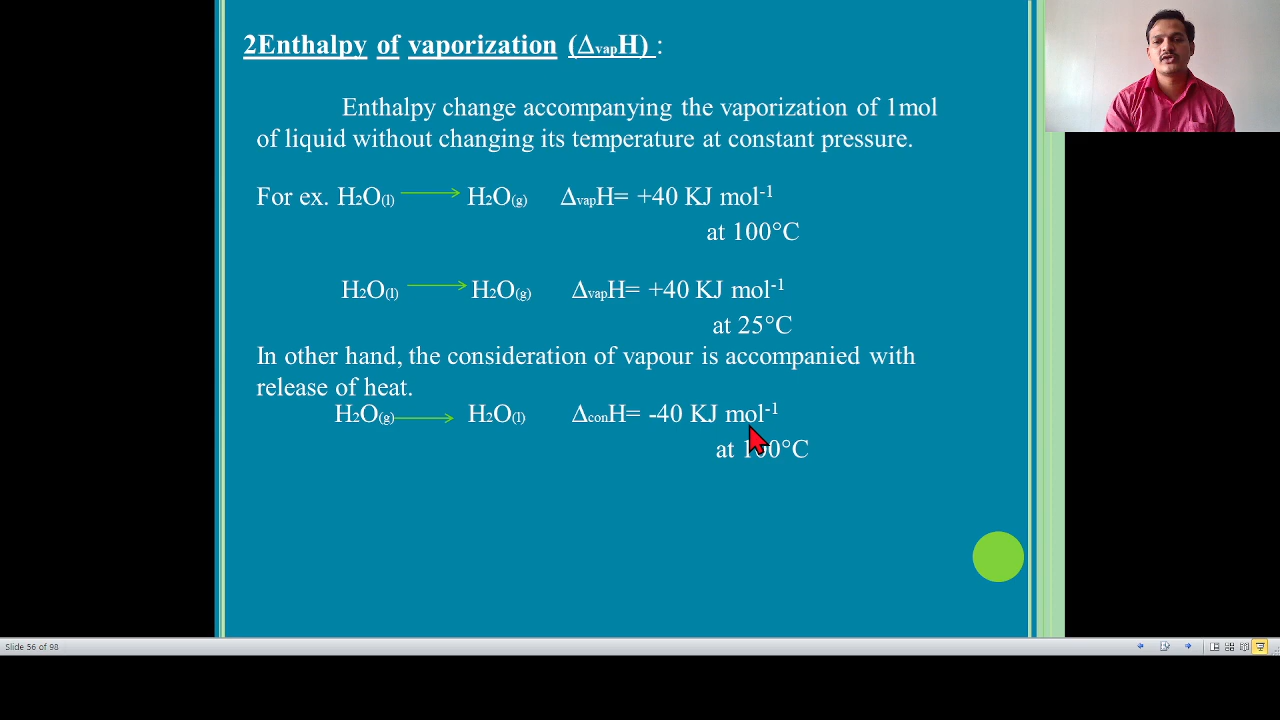 2Enthalpy of vaporization (ΔvapH) :
Enthalpy change accompanying the vaporization of 1mol
of liquid without changing its temperature at constant pressure.
For ex. H₂O(l) → H₂O(g) ΔvapH= +40 KJ mol⁻¹
at 100°C
H₂O(l) → H₂O(g) ΔvapH= +40 KJ mol⁻¹
at 25°C
In other hand, the consideration of vapour is accompanied with
release of heat.
H₂O(g) → H₂O(l) ΔconH= -40 KJ mol⁻¹
at 100°C
Slide 56 of 98